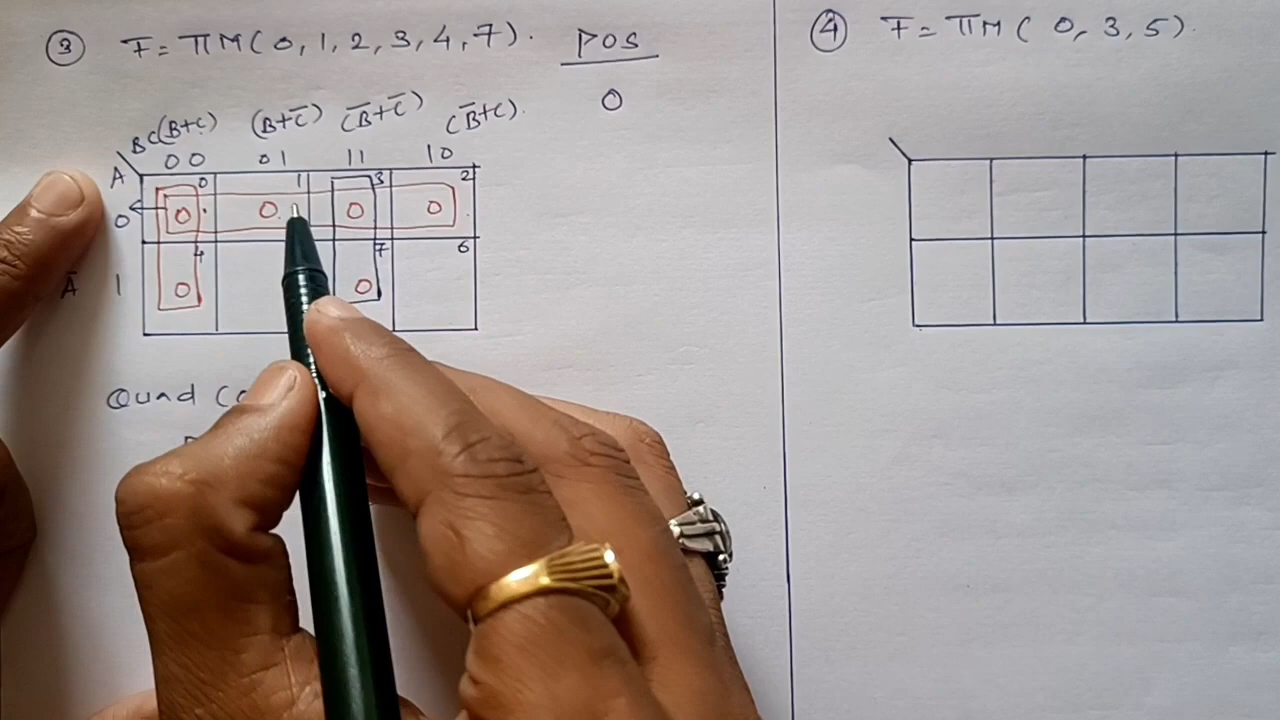 ③ F = πM( 0, 1, 2, 3, 4, 7). POS
0
BC (B+C) (B+C̅) (B̅+C̅) (B̅+C).
A 00 01 11 10
0 0 0 0 1 0 3 0 2
A̅ 1 0 4 0 7 6
Quad
④ F = πM( 0, 3, 5).